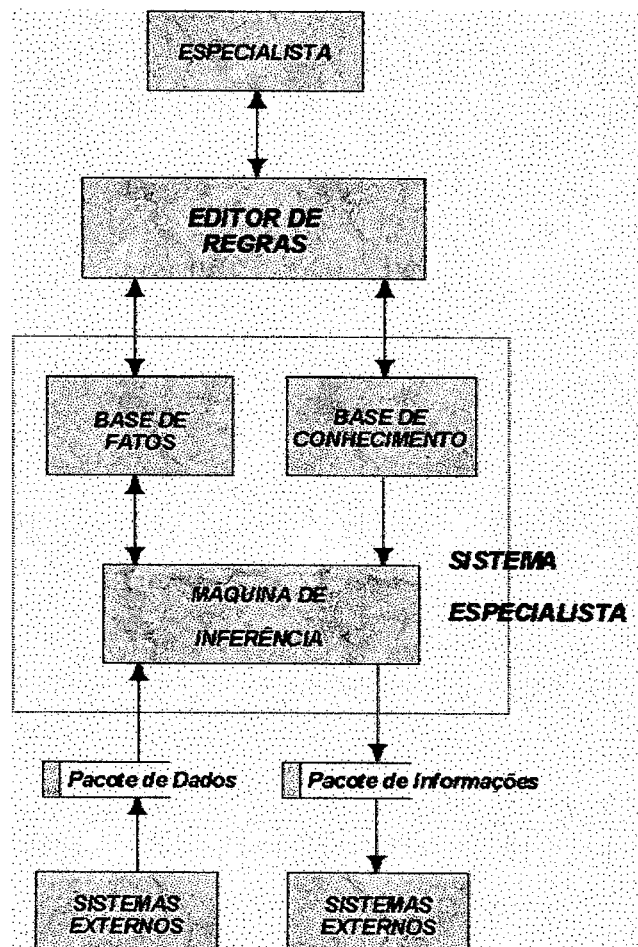 ESPECIALISTA
EDITOR DE
REGRAS
BASE DE
FATOS
BASE DE
CONHECIMENTO
SISTEMA
ESPECIALISTA
MÁQUINA DE
INFERÊNCIA
Pacote de Dados
Pacote de Informações
SISTEMAS
EXTERNOS
SISTEMAS
EXTERNOS